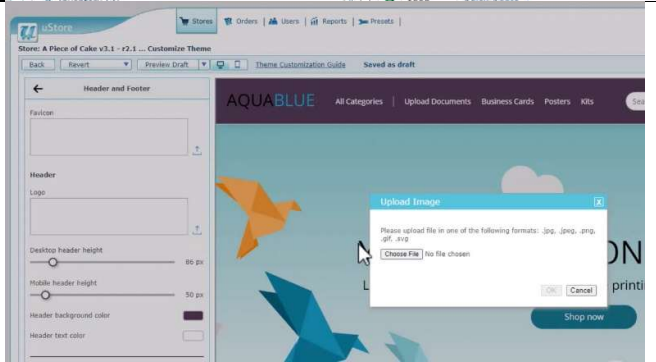 uStore
Stores
Orders
Users
Reports
Presets
Store: A Piece of Cake v3.1 - r2.1 ... Customize Theme
Back
Revert
Preview Draft
Theme Customization Guide
Saved as draft
Header and Footer
Favicon
Header
Logo
Desktop header height
86 px
Mobile header height
50 px
Header background color
Header text color
AQUABLUE
All Categories
Upload Documents
Business Cards
Posters
Kits
Sea
Upload Image
X
Please upload file in one of the following formats: .jpg, .jpeg, .png,
.gif, .svg
Choose File No file chosen
OK
Cancel
ON
L
printi
Shop now